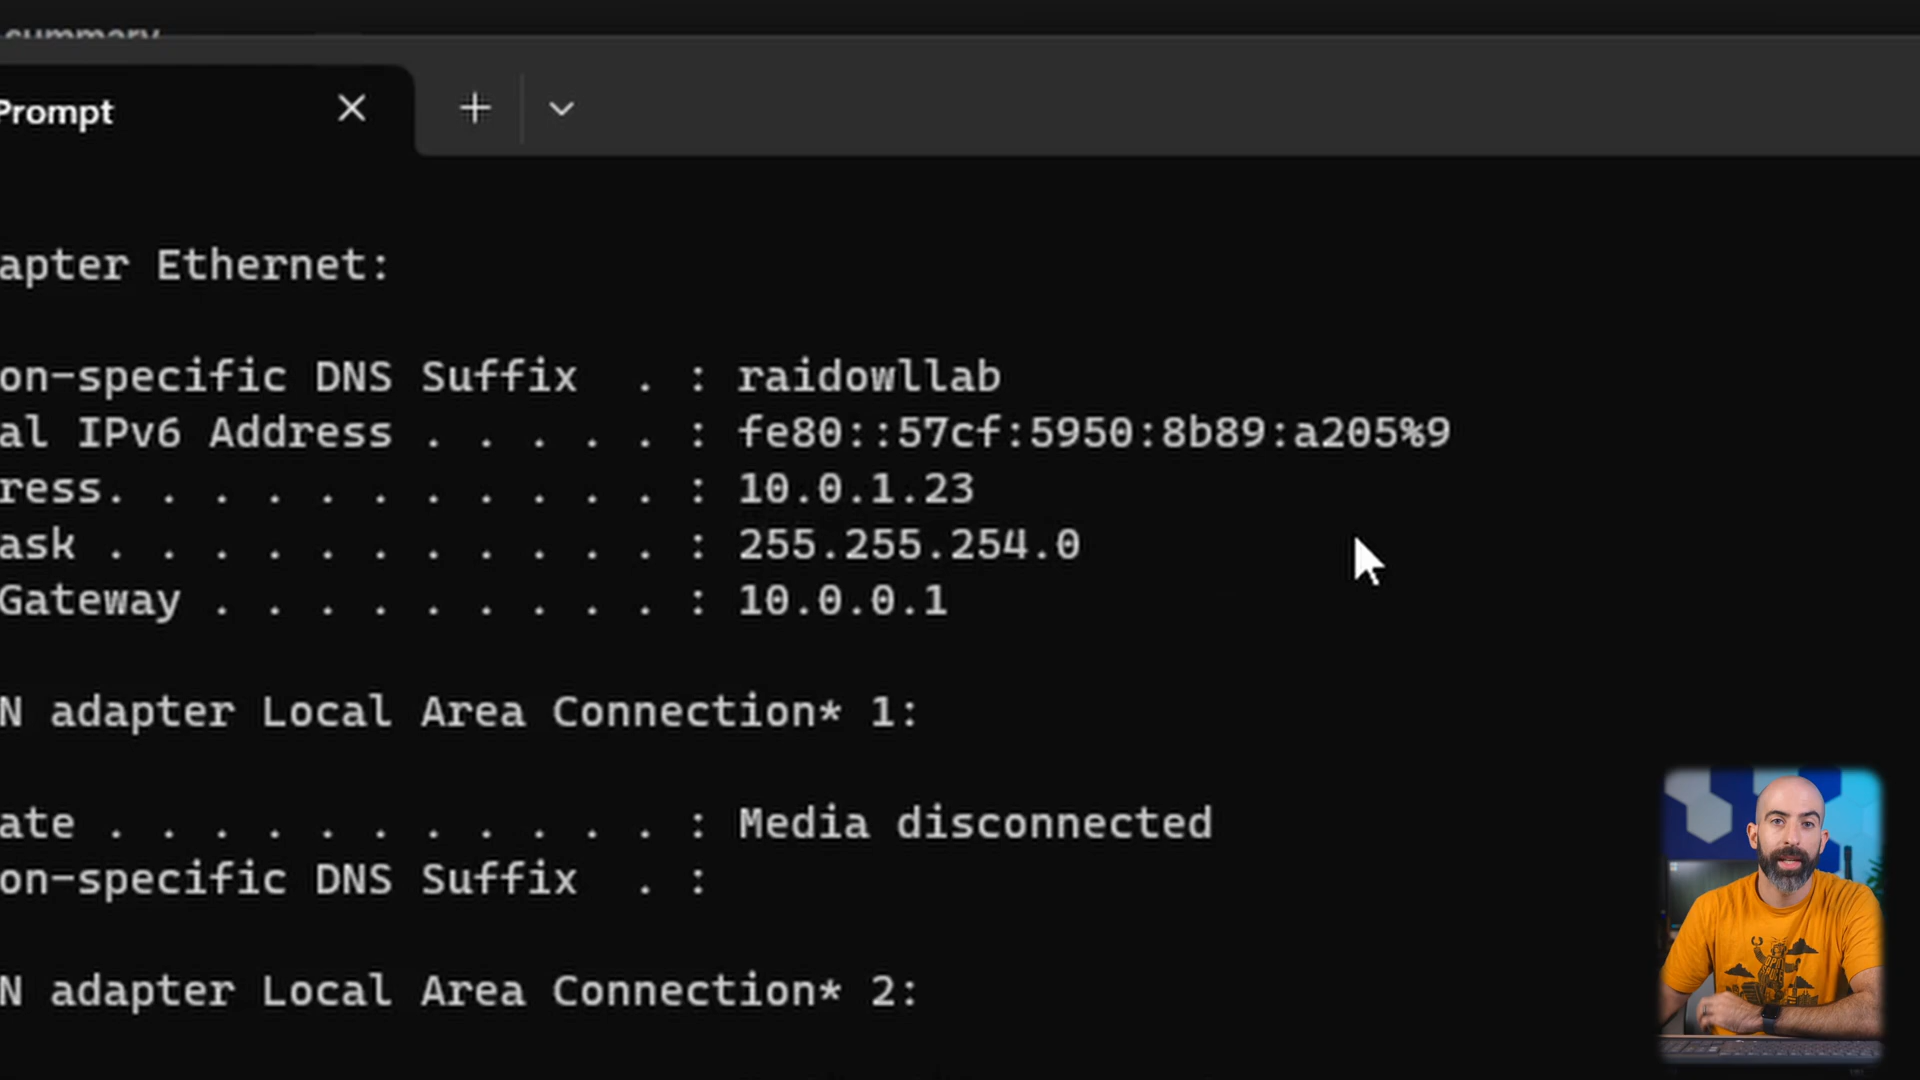 summary
Prompt
apter Ethernet:
on-specific DNS Suffix . : raidowllab
al IPv6 Address . . . . . : fe80::57cf:5950:8b89:a205%9
ress. . . . . . . . . . . : 10.0.1.23
ask . . . . . . . . . . . : 255.255.254.0
Gateway . . . . . . . . . : 10.0.0.1
N adapter Local Area Connection* 1:
ate . . . . . . . . . . . : Media disconnected
on-specific DNS Suffix . :
N adapter Local Area Connection* 2: